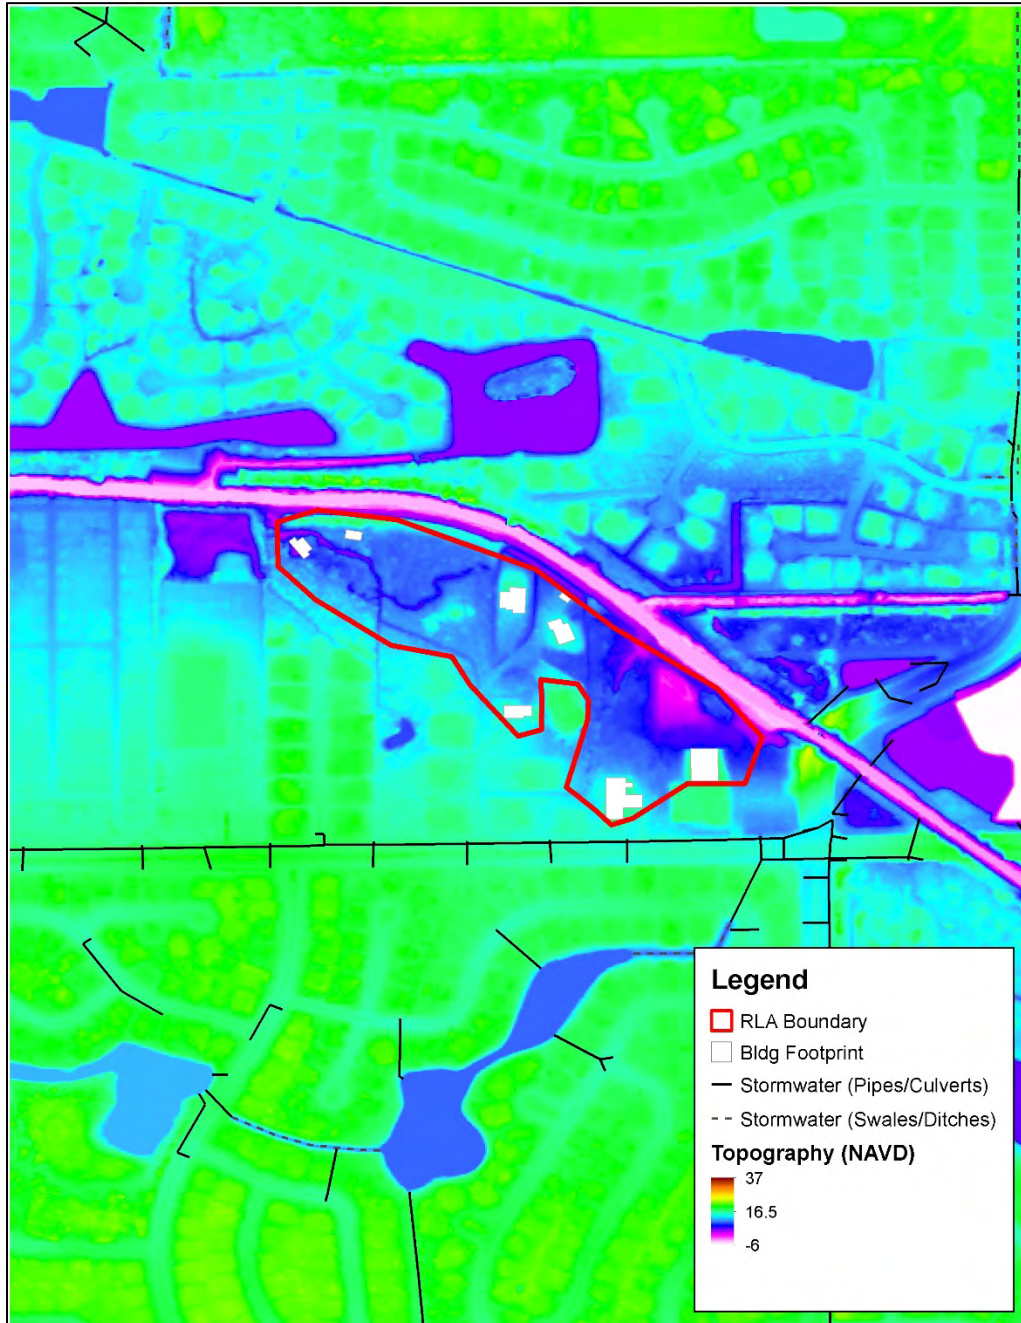 Legend
RLA Boundary
Bldg Footprint
Stormwater (Pipes/Culverts)
Stormwater (Swales/Ditches)
Topography (NAVD)
37
16.5
-6